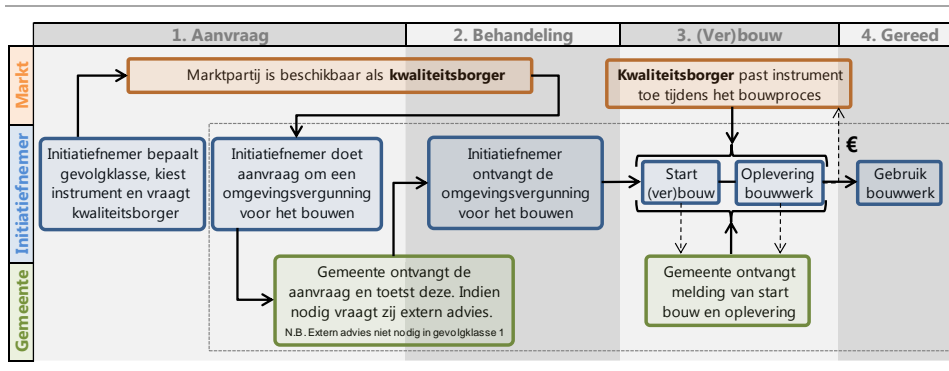 1. Aanvraag
2. Behandeling
3. (Ver)bouw
4. Gereed
Markt
Marktpartij is beschikbaar als kwaliteitsborger
Kwaliteitsborger past instrument
toe tijdens het bouwproces
Initiatiefnemer
Initiatiefnemer bepaalt
gevolgklasse, kiest
instrument en vraagt
kwaliteitsborger
Initiatiefnemer doet
aanvraag om een
omgevingsvergunning
voor het bouwen
Initiatiefnemer
ontvangt de
omgevingsvergunning
voor het bouwen
Start
(ver)bouw
Oplevering
bouwwerk
€
Gebruik
bouwwerk
Gemeente
Gemeente ontvangt de
aanvraag en toetst deze. Indien
nodig vraagt zij extern advies.
N.B. Extern advies niet nodig in gevolgklasse 1
Gemeente ontvangt
melding van start
bouw en oplevering